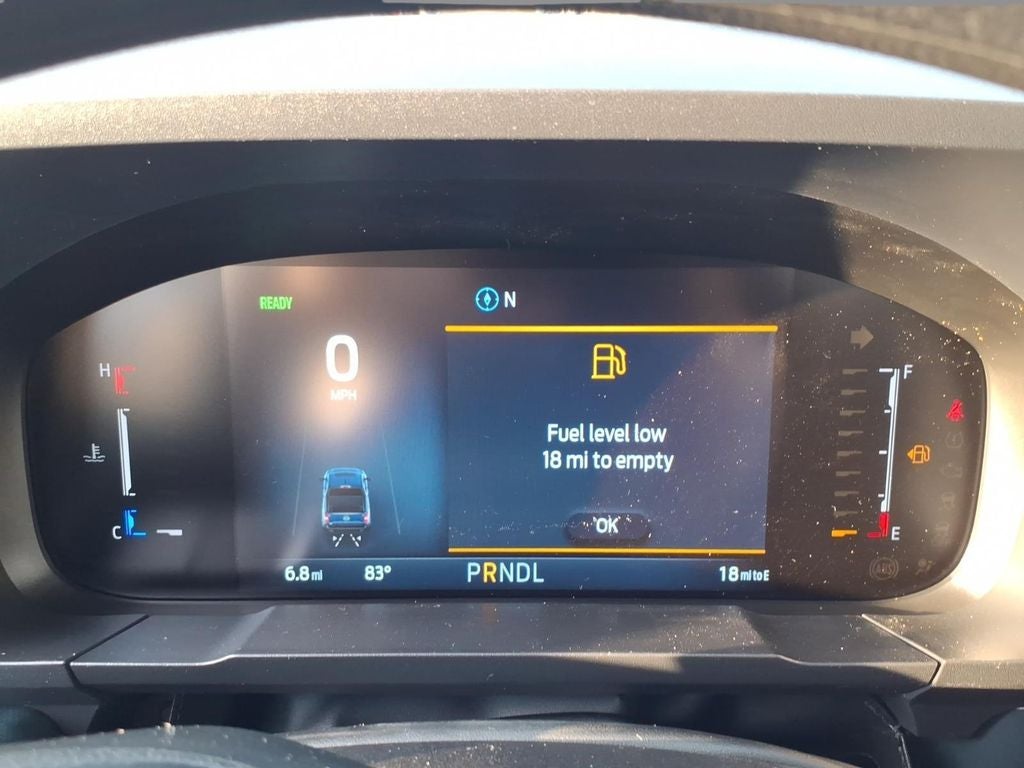 READY
N
0
MPH
Fuel level low
18 mi to empty
OK
H
C
F
E
6.8 mi
83°
PRNDL
18 mi to E
ABS